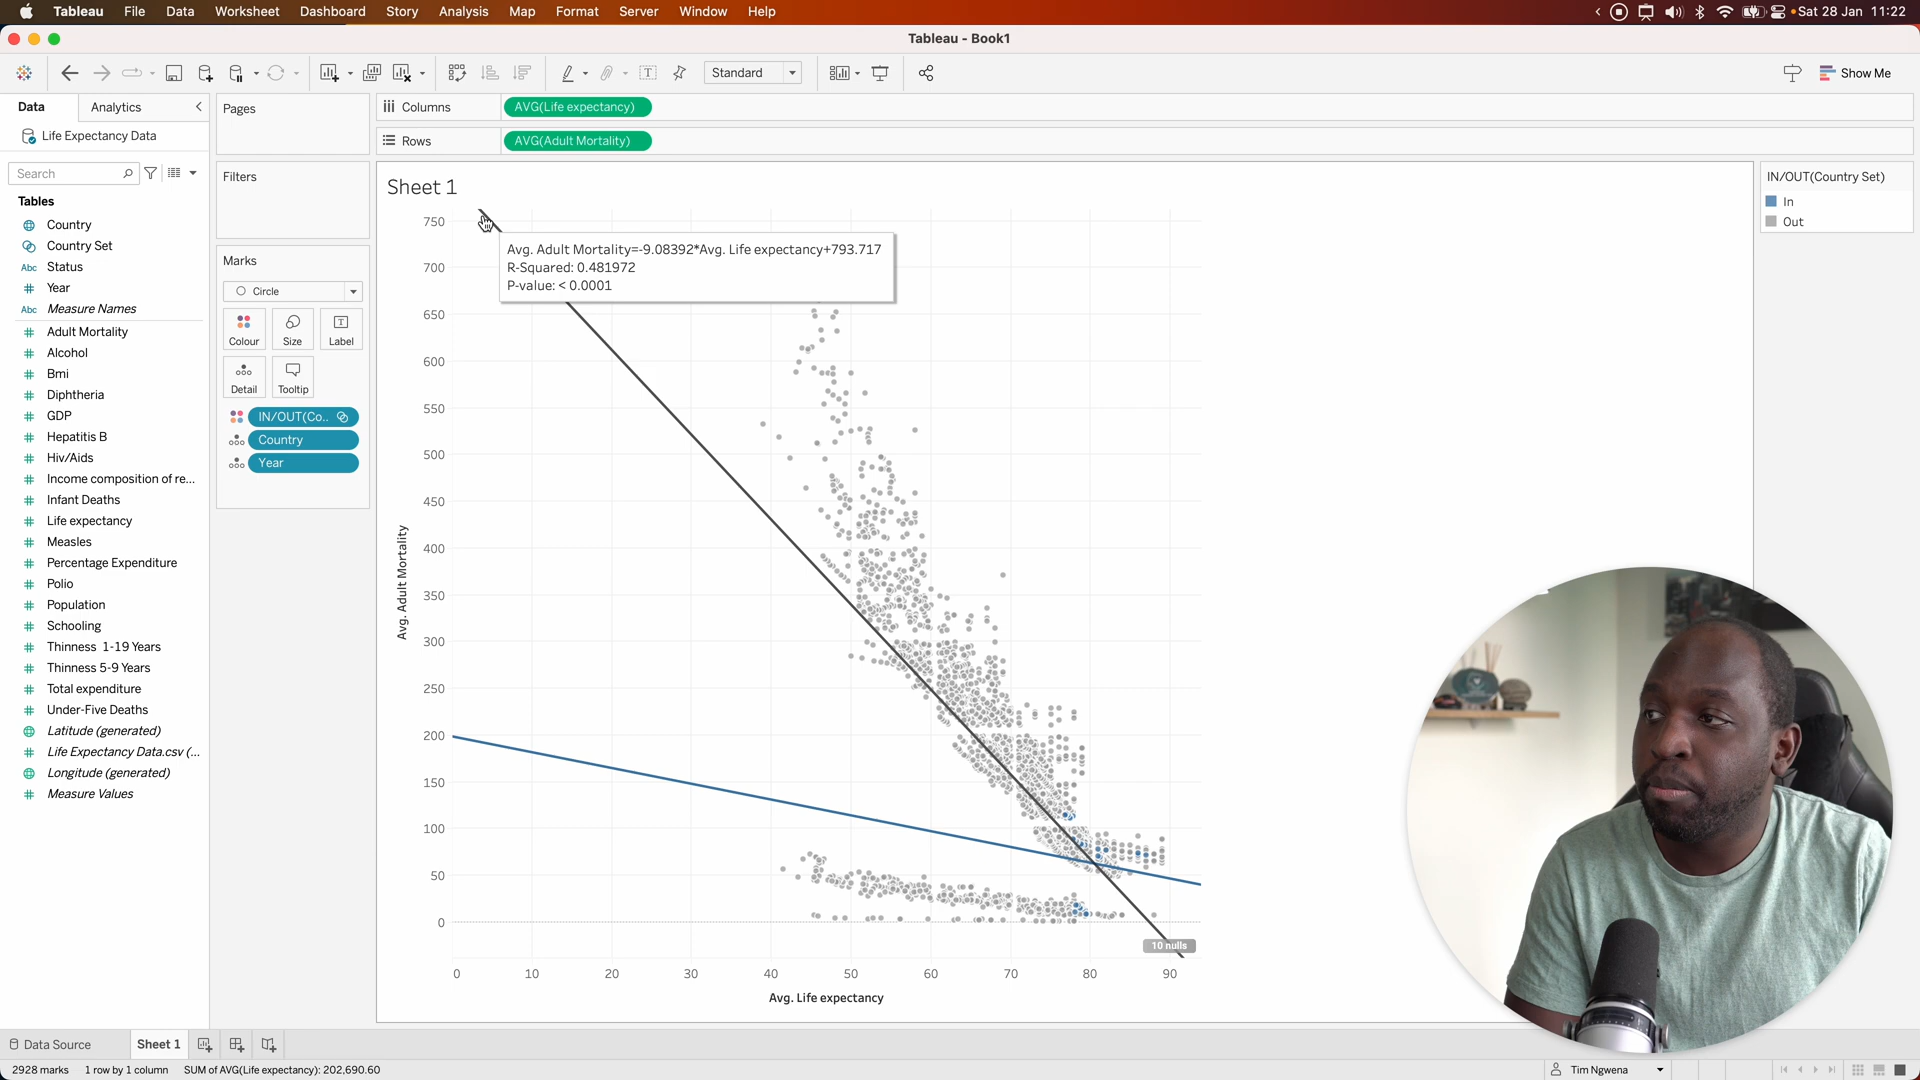 Tableau File Data Worksheet Dashboard Story Analysis Map Format Server Window Help Sat 28 Jan 11:22
Tableau - Book1
Standard Show Me
Data Analytics
Life Expectancy Data
Search
Tables
Country
Country Set
Abc Status
# Year
Abc Measure Names
# Adult Mortality
# Alcohol
# Bmi
# Diphtheria
# GDP
# Hepatitis B
# Hiv/Aids
# Income composition of re...
# Infant Deaths
# Life expectancy
# Measles
# Percentage Expenditure
# Polio
# Population
# Schooling
# Thinness 1-19 Years
# Thinness 5-9 Years
# Total expenditure
# Under-Five Deaths
Latitude (generated)
# Life Expectancy Data.csv (...
Longitude (generated)
# Measure Values
Pages
Filters
Marks
Circle
Colour Size Label
Detail Tooltip
IN/OUT(Co..
Country
Year
Columns AVG(Life expectancy)
Rows AVG(Adult Mortality)
Sheet 1
Avg. Adult Mortality=-9.08392*Avg. Life expectancy+793.717
R-Squared: 0.481972
P-value: < 0.0001
750
700
650
600
550
500
450
400
350
300
250
200
150
100
50
0
Avg. Adult Mortality
10 nulls
0 10 20 30 40 50 60 70 80 90
Avg. Life expectancy
IN/OUT(Country Set)
In
Out
Data Source Sheet 1
2928 marks 1 row by 1 column SUM of AVG(Life expectancy): 202,690.60 Tim Ngwena